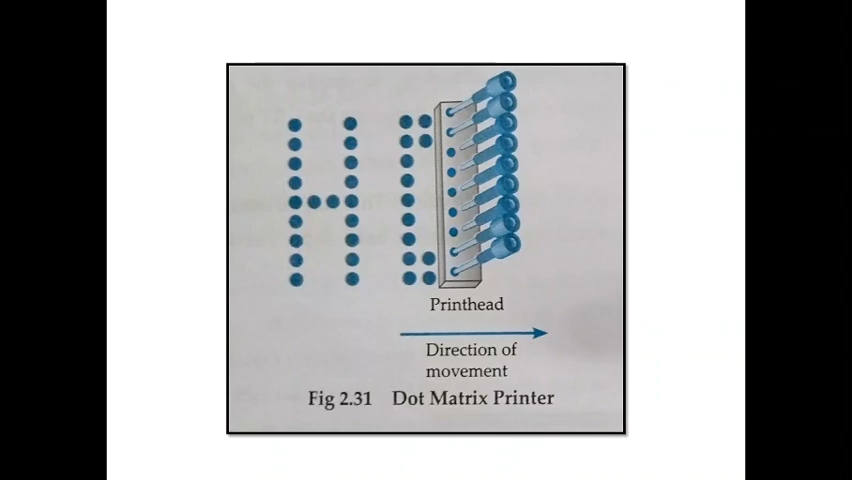 H
Printhead
Direction of
movement
Fig 2.31 Dot Matrix Printer